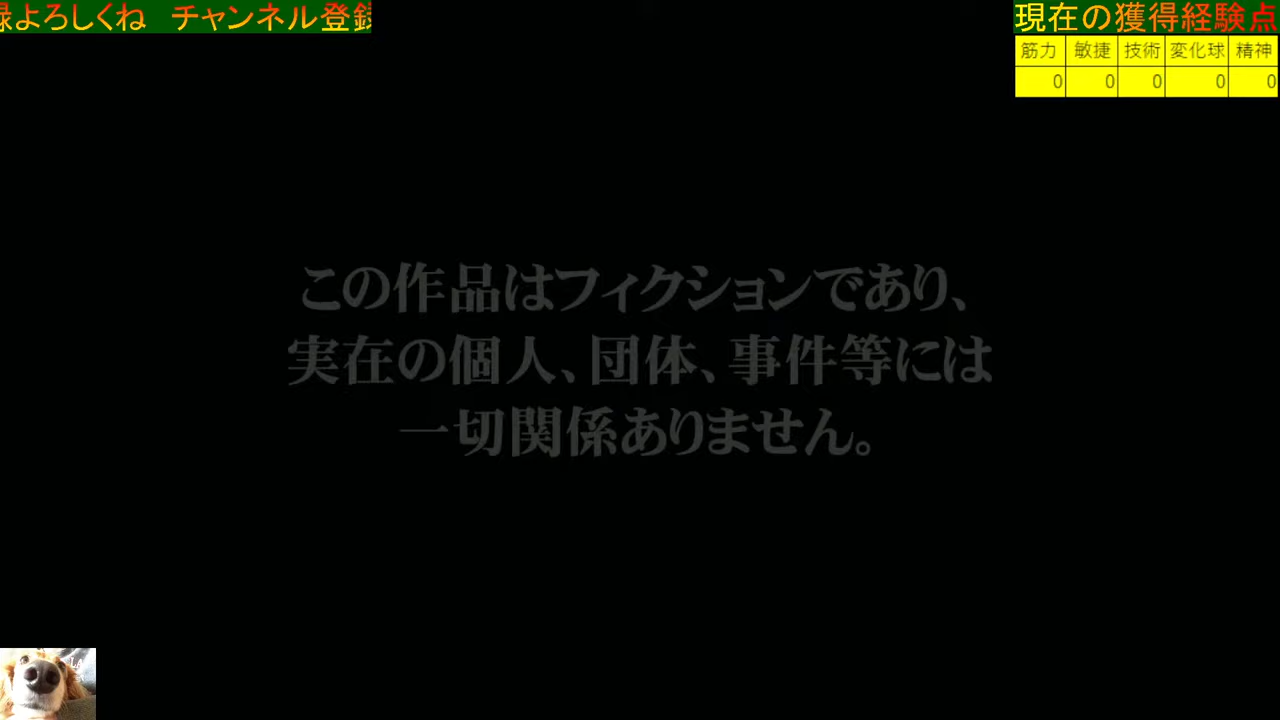 録よろしくね　チャンネル登録
現在の獲得経験点
筋力 敏捷 技術 変化球 精神
0 0 0 0 0
この作品はフィクションであり、
実在の個人、団体、事件等には
一切関係ありません。